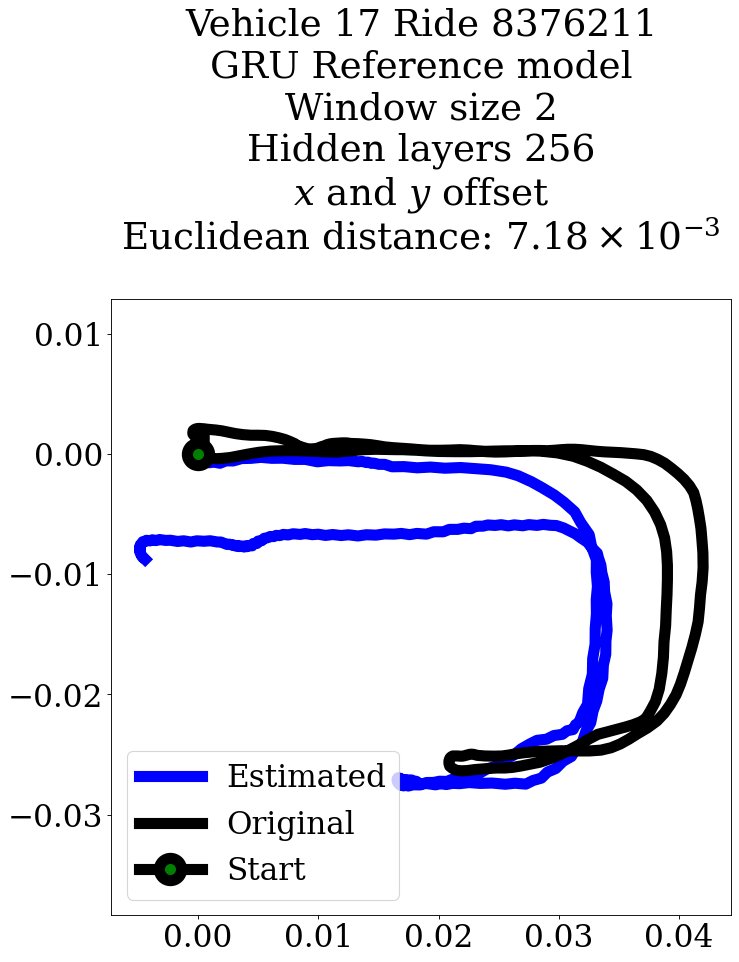 Vehicle 17 Ride 8376211
GRU Reference model
Window size 2
Hidden layers 256
x and y offset
Euclidean distance: 7.18 × 10⁻³
0.01
0.00
−0.01
−0.02
−0.03
Estimated
Original
Start
0.00 0.01 0.02 0.03 0.04